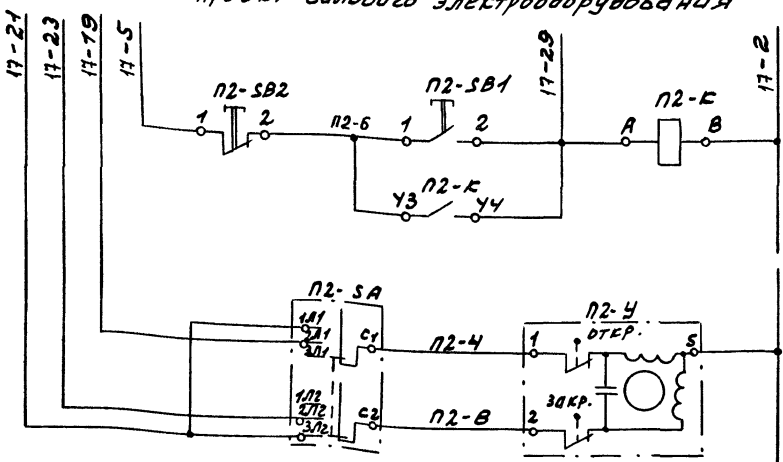 силового электрооборудования
17-21
17-23
17-19
17-5
17-29
17-2
П2-SB2
П2-SB1
П2-К
1
2
П2-6
1
2
А
В
П2-К
У3
У4
П2-SA
П2-У
1Л1
2Л1
3Л1
С1
П2-4
1
ОТКР.
5
1Л2
2Л2
3Л2
С2
П2-8
2
ЗАКР.